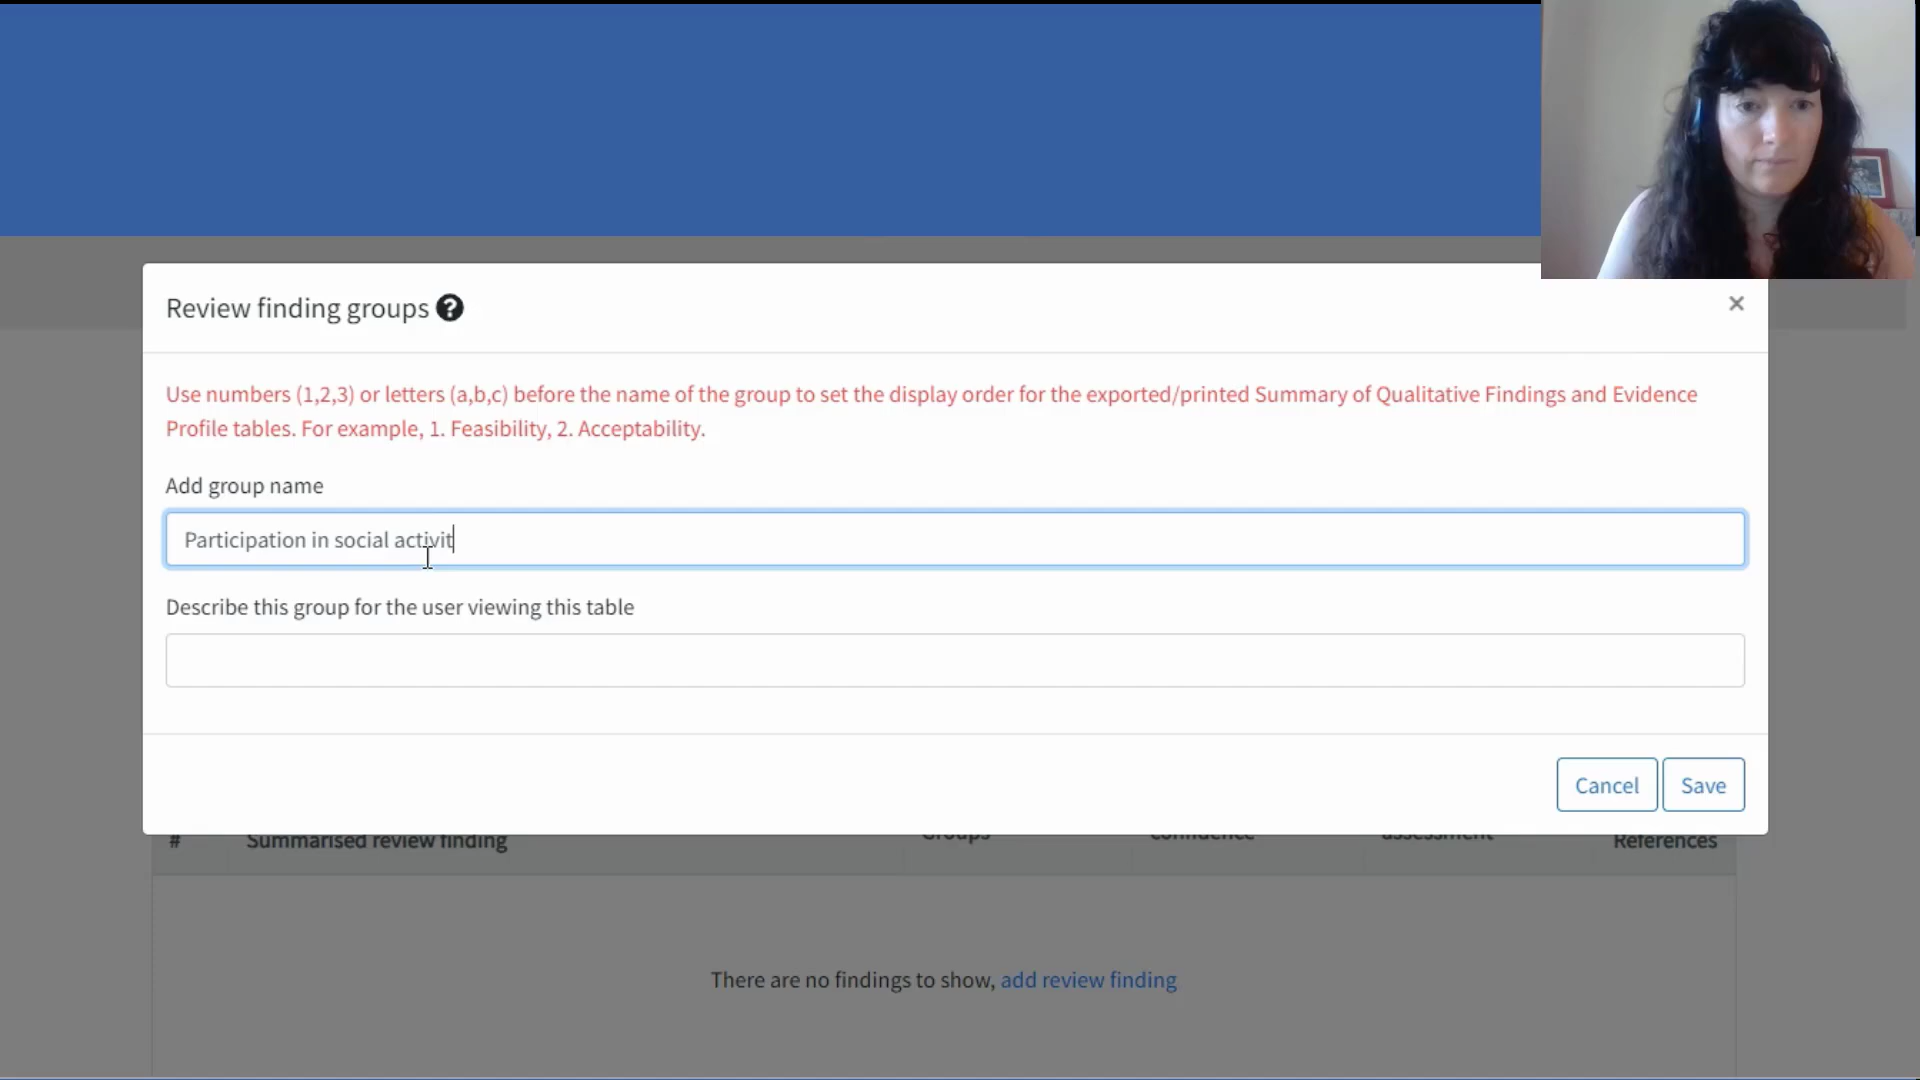 Review finding groups ?
×
Use numbers (1,2,3) or letters (a,b,c) before the name of the group to set the display order for the exported/printed Summary of Qualitative Findings and Evidence
Profile tables. For example, 1. Feasibility, 2. Acceptability.
Add group name
Participation in social activit
Describe this group for the user viewing this table
Cancel Save
# Summarised review finding Groups confidence assessment References
There are no findings to show, add review finding